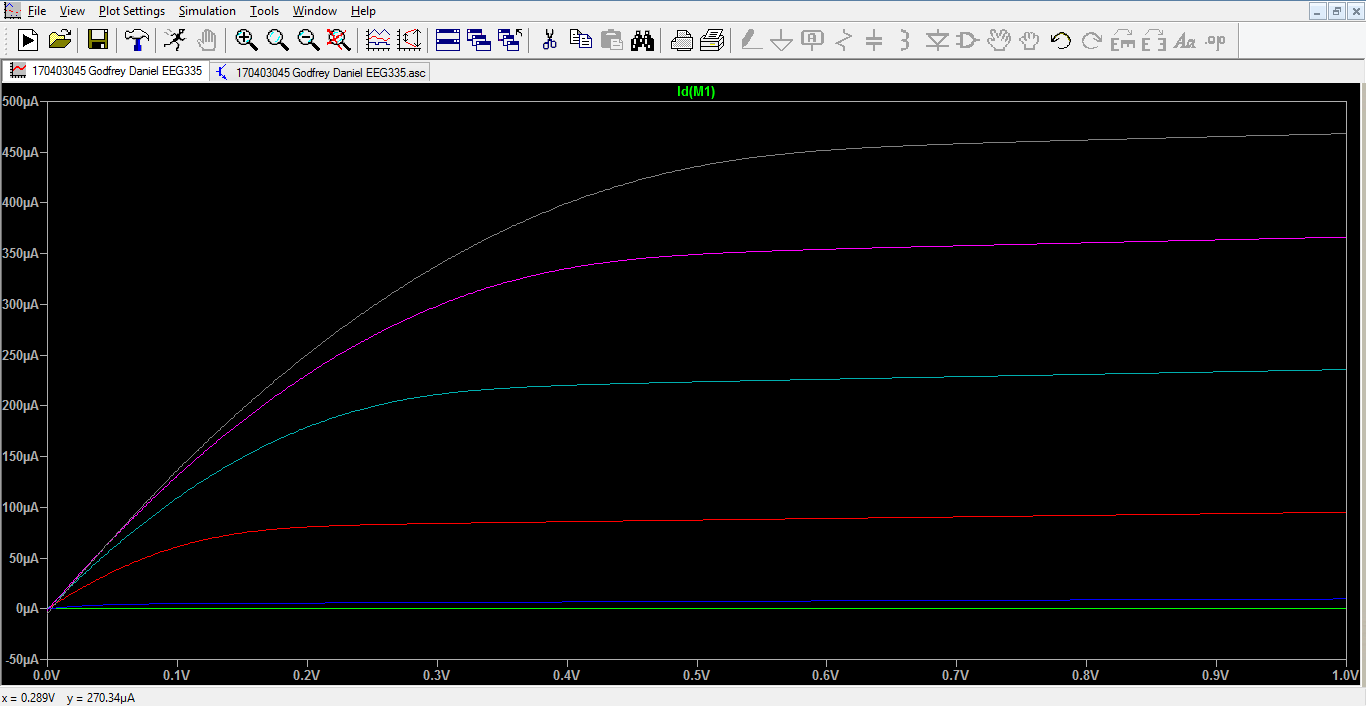 File View Plot Settings Simulation Tools Window Help
170403045 Godfrey Daniel EEG335 170403045 Godfrey Daniel EEG335.asc
Id(M1)
500µA
450µA
400µA
350µA
300µA
250µA
200µA
150µA
100µA
50µA
0µA
-50µA
0.0V 0.1V 0.2V 0.3V 0.4V 0.5V 0.6V 0.7V 0.8V 0.9V 1.0V
x = 0.289V y = 270.34µA